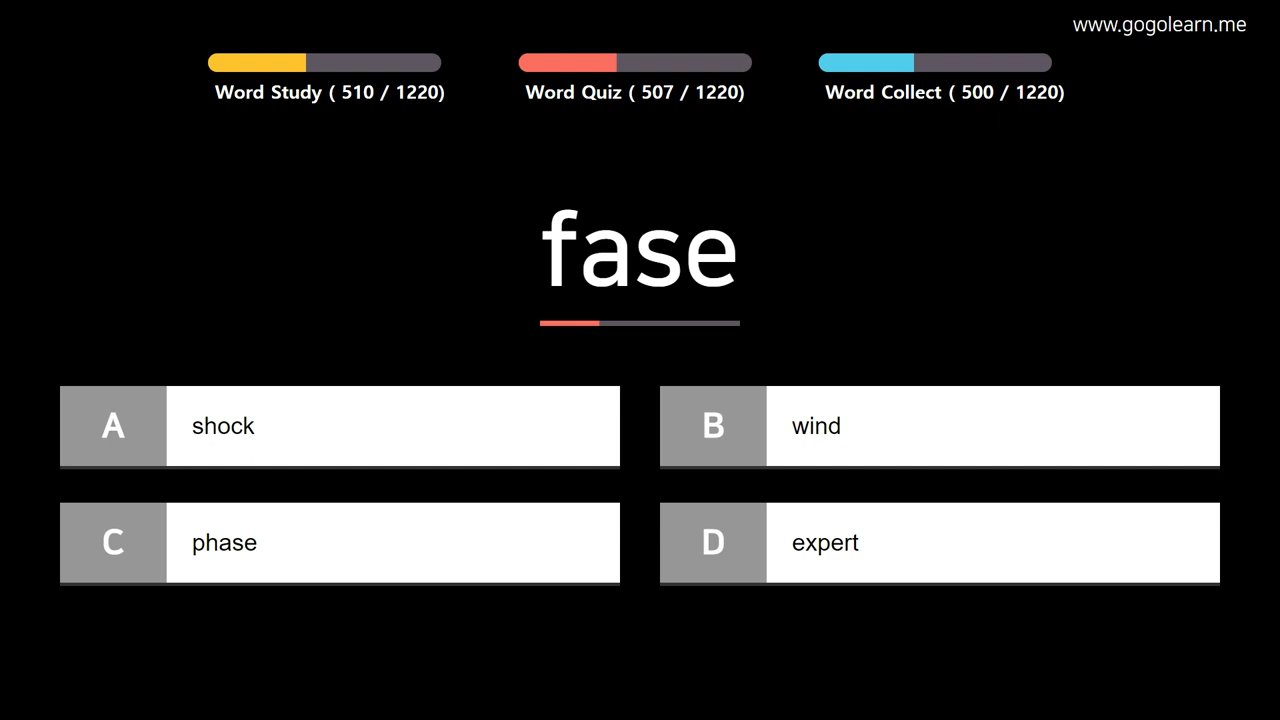 www.gogolearn.me
Word Study ( 510 / 1220)
Word Quiz ( 507 / 1220)
Word Collect ( 500 / 1220)
fase
A shock
B wind
C phase
D expert